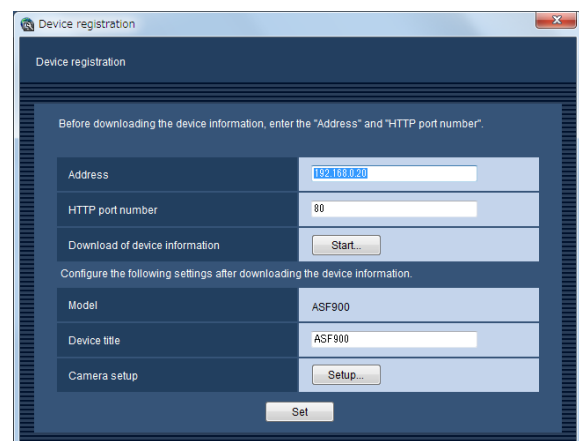 Device registration
Device registration
Before downloading the device information, enter the "Address" and "HTTP port number".
Address 192.168.0.20
HTTP port number 80
Download of device information Start...
Configure the following settings after downloading the device information.
Model ASF900
Device title ASF900
Camera setup Setup...
Set